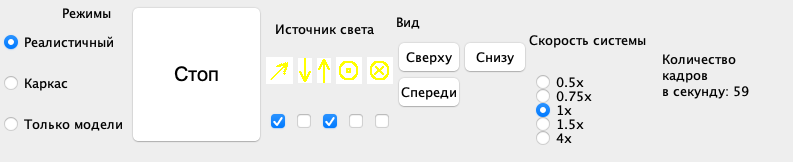 Режимы
Реалистичный
Каркас
Только модели
Стоп
Источник света
Вид
Сверху
Снизу
Спереди
Скорость системы
0.5x
0.75x
1x
1.5x
4x
Количество
кадров
в секунду: 59